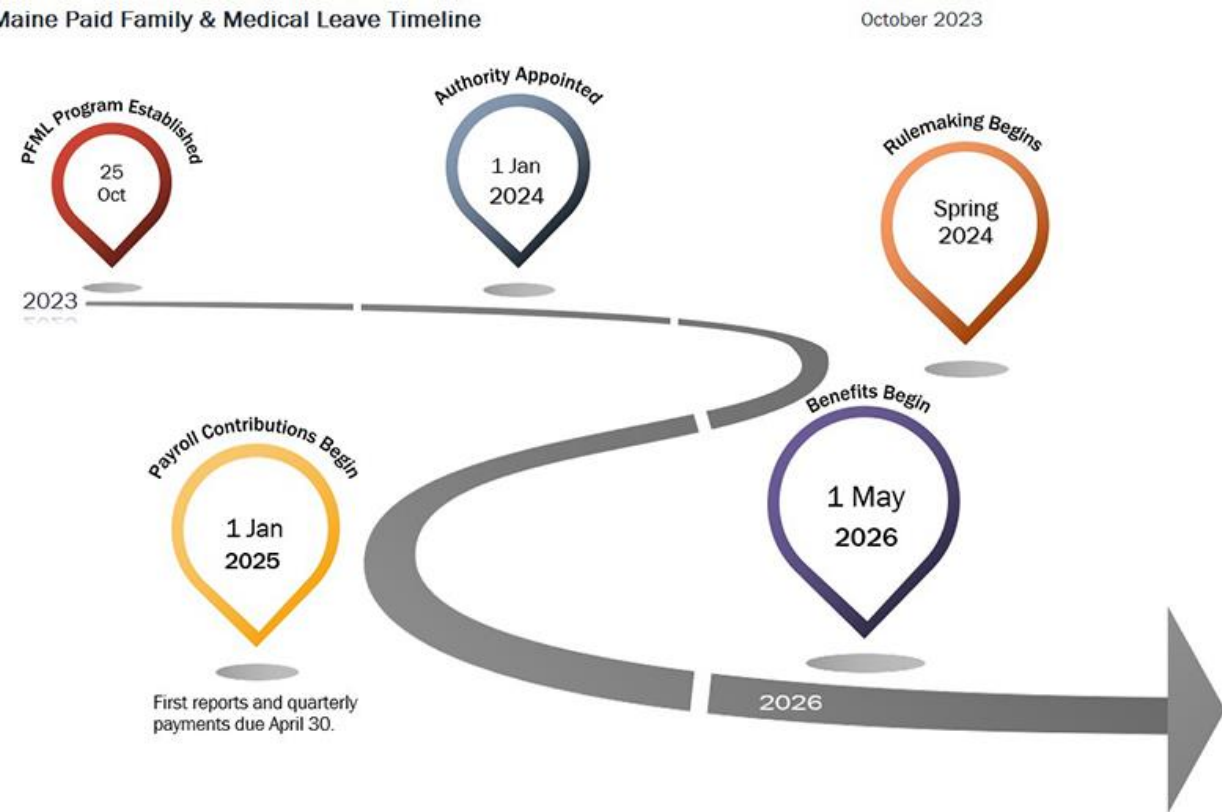 Maine Paid Family & Medical Leave Timeline
October 2023
PFML Program Established
25
Oct
Authority Appointed
1 Jan
2024
Rulemaking Begins
Spring
2024
2023
Payroll Contributions Begin
1 Jan
2025
First reports and quarterly
payments due April 30.
Benefits Begin
1 May
2026
2026